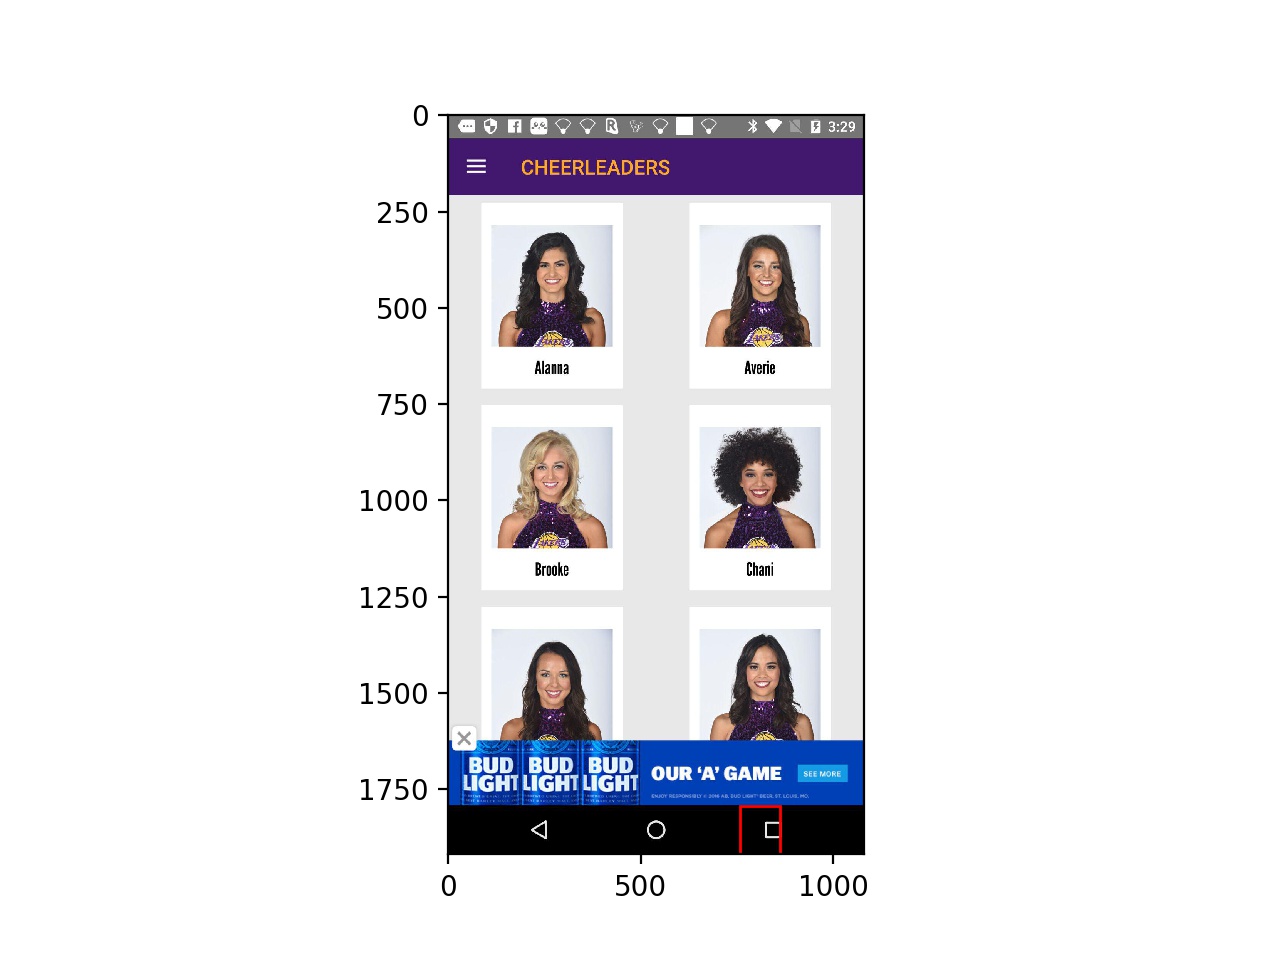 0
3:29
CHEERLEADERS
250
500
Alanna
Averie
750
1000
Brooke
Chani
1250
1500
BUD LIGHT BUD LIGHT BUD LIGHT
OUR 'A' GAME
SEE MORE
1750
0
500
1000